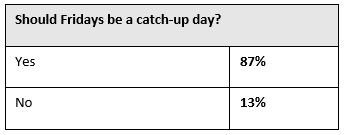 Should Fridays be a catch-up day?
Yes 87%
No 13%